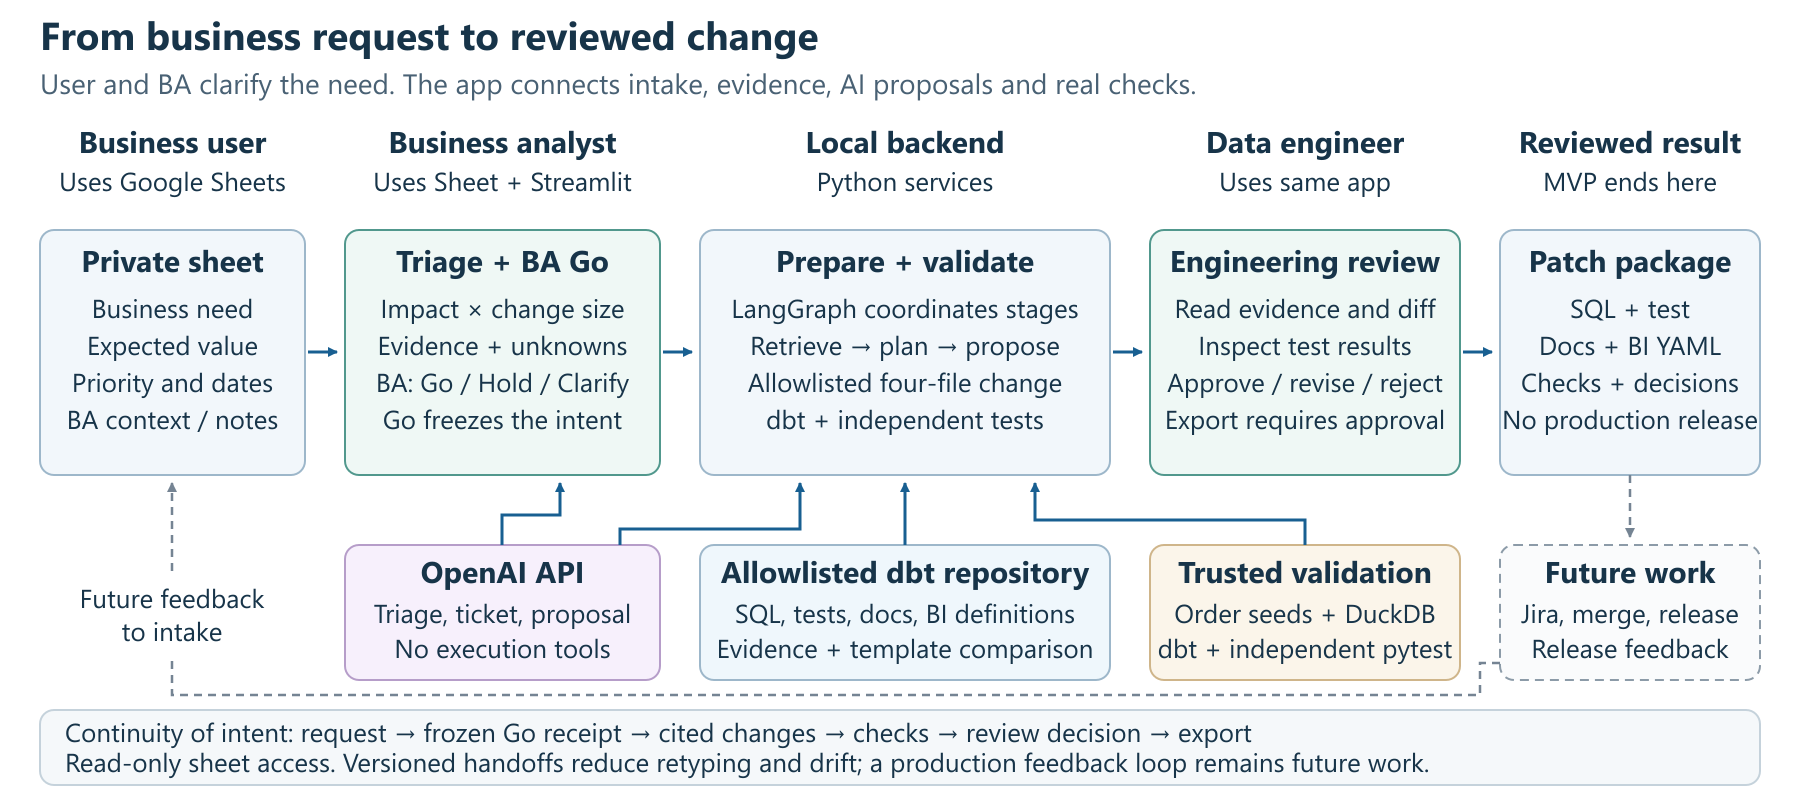 From business request to reviewed change
User and BA clarify the need. The app connects intake, evidence, AI proposals and real checks.
Business user
Uses Google Sheets
Business analyst
Uses Sheet + Streamlit
Local backend
Python services
Data engineer
Uses same app
Reviewed result
MVP ends here
Private sheet
Business need
Expected value
Priority and dates
BA context / notes
Triage + BA Go
Impact × change size
Evidence + unknowns
BA: Go / Hold / Clarify
Go freezes the intent
Prepare + validate
LangGraph coordinates stages
Retrieve → plan → propose
Allowlisted four-file change
dbt + independent tests
Engineering review
Read evidence and diff
Inspect test results
Approve / revise / reject
Export requires approval
Patch package
SQL + test
Docs + BI YAML
Checks + decisions
No production release
Future feedback
to intake
OpenAI API
Triage, ticket, proposal
No execution tools
Allowlisted dbt repository
SQL, tests, docs, BI definitions
Evidence + template comparison
Trusted validation
Order seeds + DuckDB
dbt + independent pytest
Future work
Jira, merge, release
Release feedback
Continuity of intent: request → frozen Go receipt → cited changes → checks → review decision → export
Read-only sheet access. Versioned handoffs reduce retyping and drift; a production feedback loop remains future work.